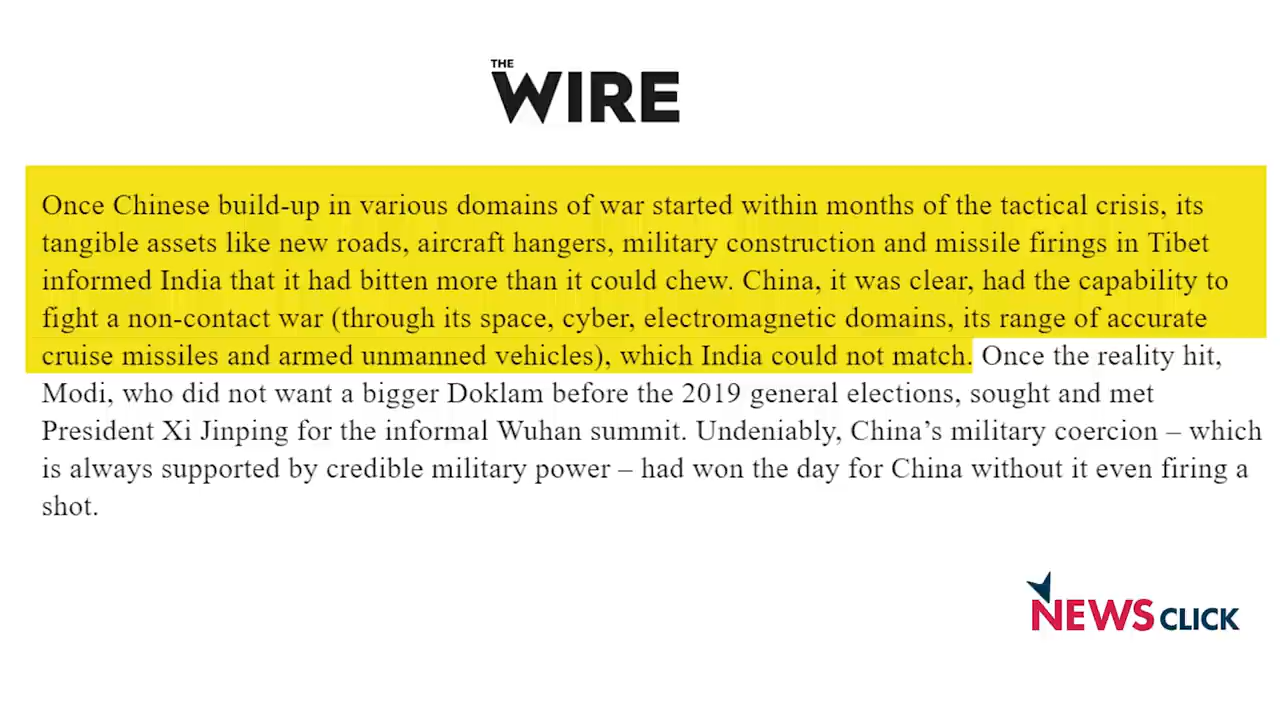 THE
WIRE
Once Chinese build-up in various domains of war started within months of the tactical crisis, its
tangible assets like new roads, aircraft hangers, military construction and missile firings in Tibet
informed India that it had bitten more than it could chew. China, it was clear, had the capability to
fight a non-contact war (through its space, cyber, electromagnetic domains, its range of accurate
cruise missiles and armed unmanned vehicles), which India could not match. Once the reality hit,
Modi, who did not want a bigger Doklam before the 2019 general elections, sought and met
President Xi Jinping for the informal Wuhan summit. Undeniably, China’s military coercion – which
is always supported by credible military power – had won the day for China without it even firing a
shot.
NEWSCLICK